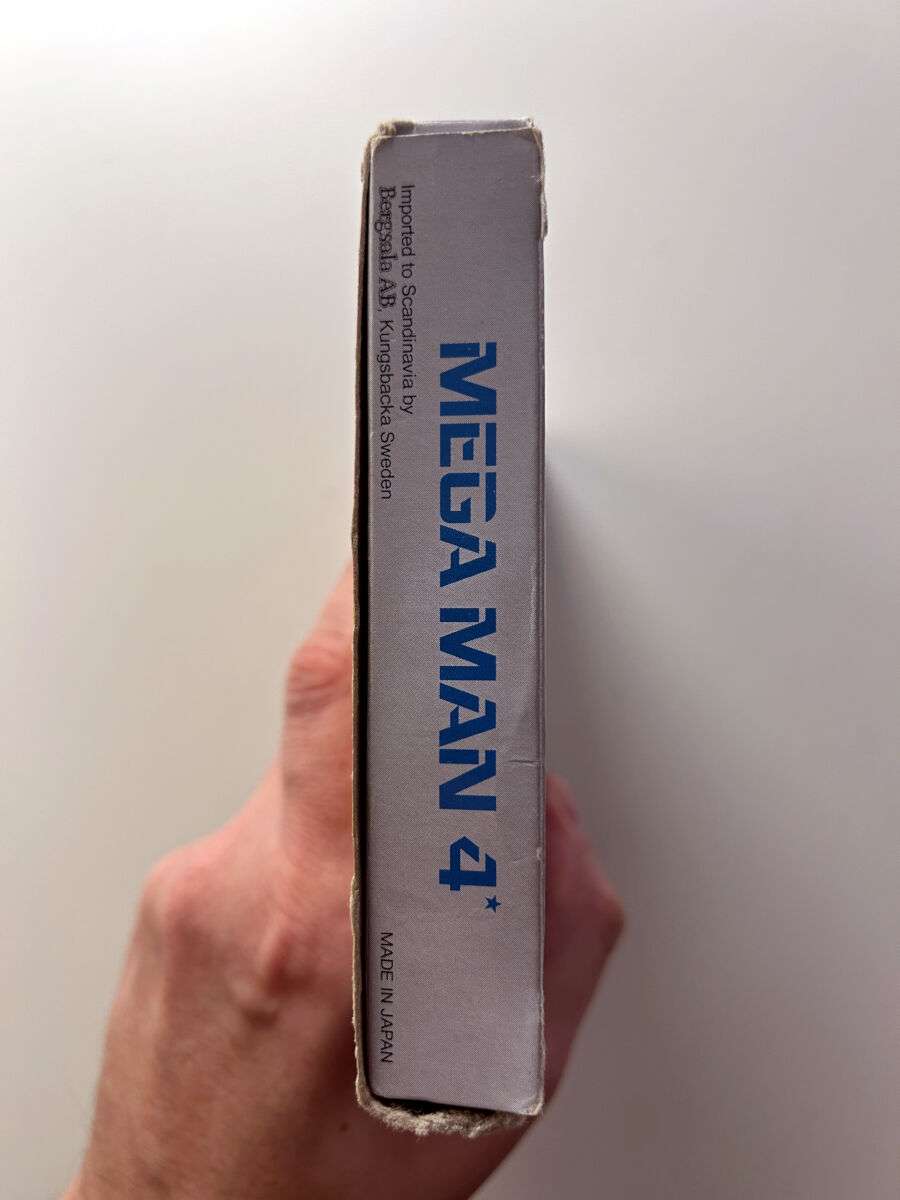 MEGA MAN 4*
Imported to Scandinavia by
Bergsala AB, Kungsbacka Sweden
MADE IN JAPAN